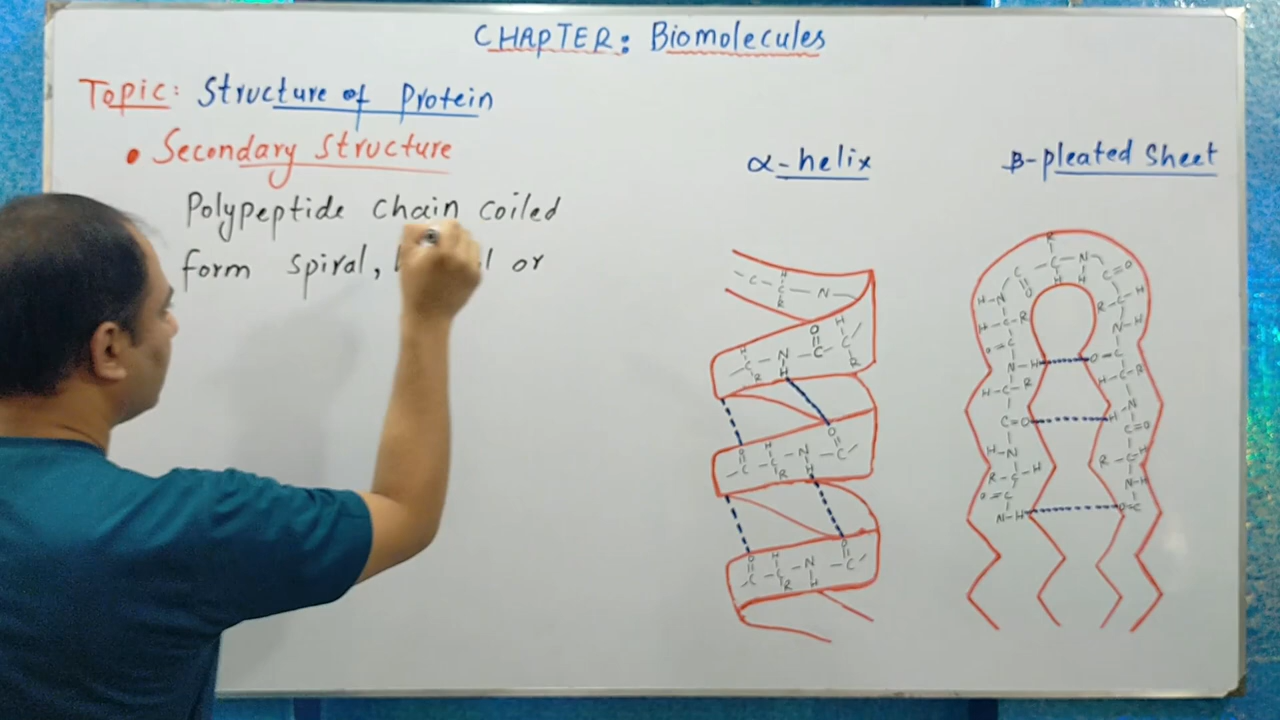 CHAPTER: Biomolecules
Topic: Structure of Protein
• Secondary Structure
Polypeptide chain coiled
form spiral, or
α-helix
β-pleated sheet